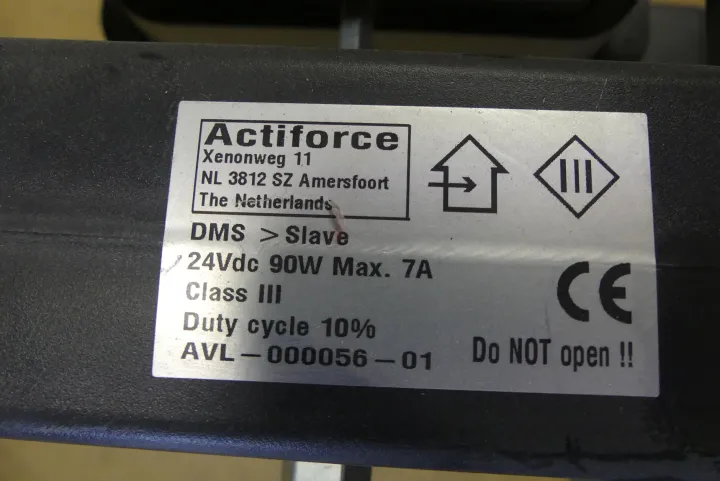 Actiforce
Xenonweg 11
NL 3812 SZ Amersfoort
The Netherlands
III
DMS > Slave
24Vdc 90W Max. 7A
Class III
Duty cycle 10%
AVL-000056-01
CE
Do NOT open !!